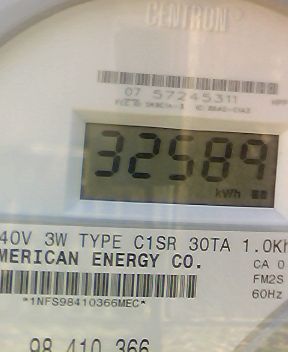 CENTRON®
07 57245311
32589
kWh
40V 3W TYPE C1SR 30TA 1.0Kh
MERICAN ENERGY CO.
CA 0
FM2S
60Hz
*1NFS98410366MEC*
98 410 366